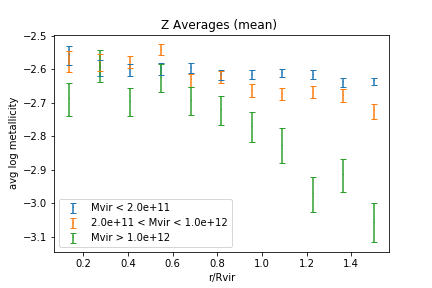 Z Averages (mean)
avg log metallicity
−2.5
−2.6
−2.7
−2.8
−2.9
−3.0
−3.1
Mvir < 2.0e+11
2.0e+11 < Mvir < 1.0e+12
Mvir > 1.0e+12
0.2 0.4 0.6 0.8 1.0 1.2 1.4
r/Rvir